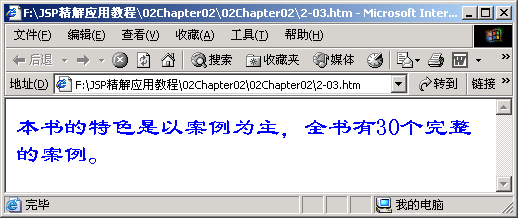 F:\JSP精解应用教程\02Chapter02\02Chapter02\2-03.htm - Microsoft Inter...
文件(F) 编辑(E) 查看(V) 收藏(A) 工具(T) 帮助(H)
后退 搜索 收藏夹 媒体
地址(D) F:\JSP精解应用教程\02Chapter02\02Chapter02\2-03.htm 转到 链接 »
本书的特色是以案例为主，全书有30个完整
的案例。
完毕 我的电脑